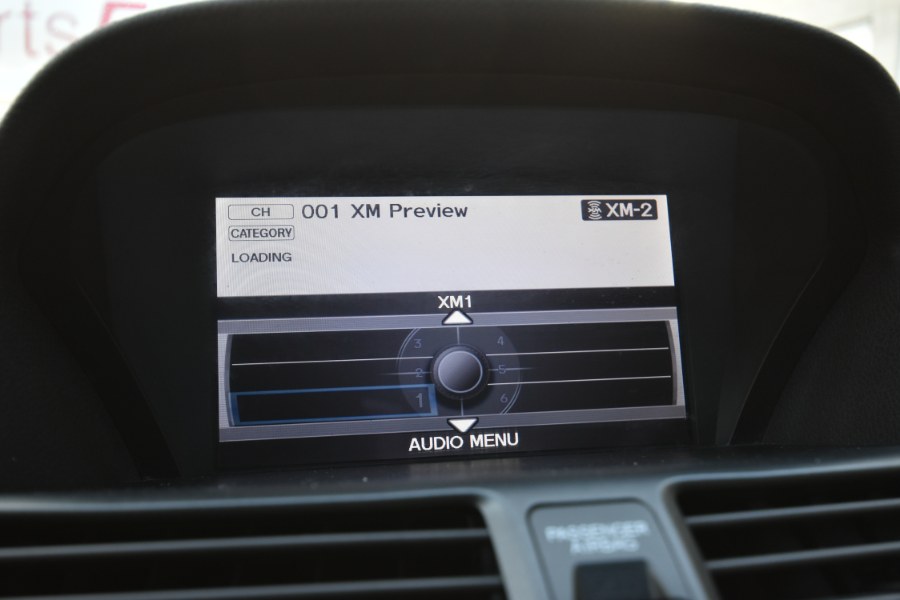 rts
CH 001 XM Preview XM-2
CATEGORY
LOADING
XM1
3 4
2 5
1 6
AUDIO MENU
PASSENGER
AIRBAG